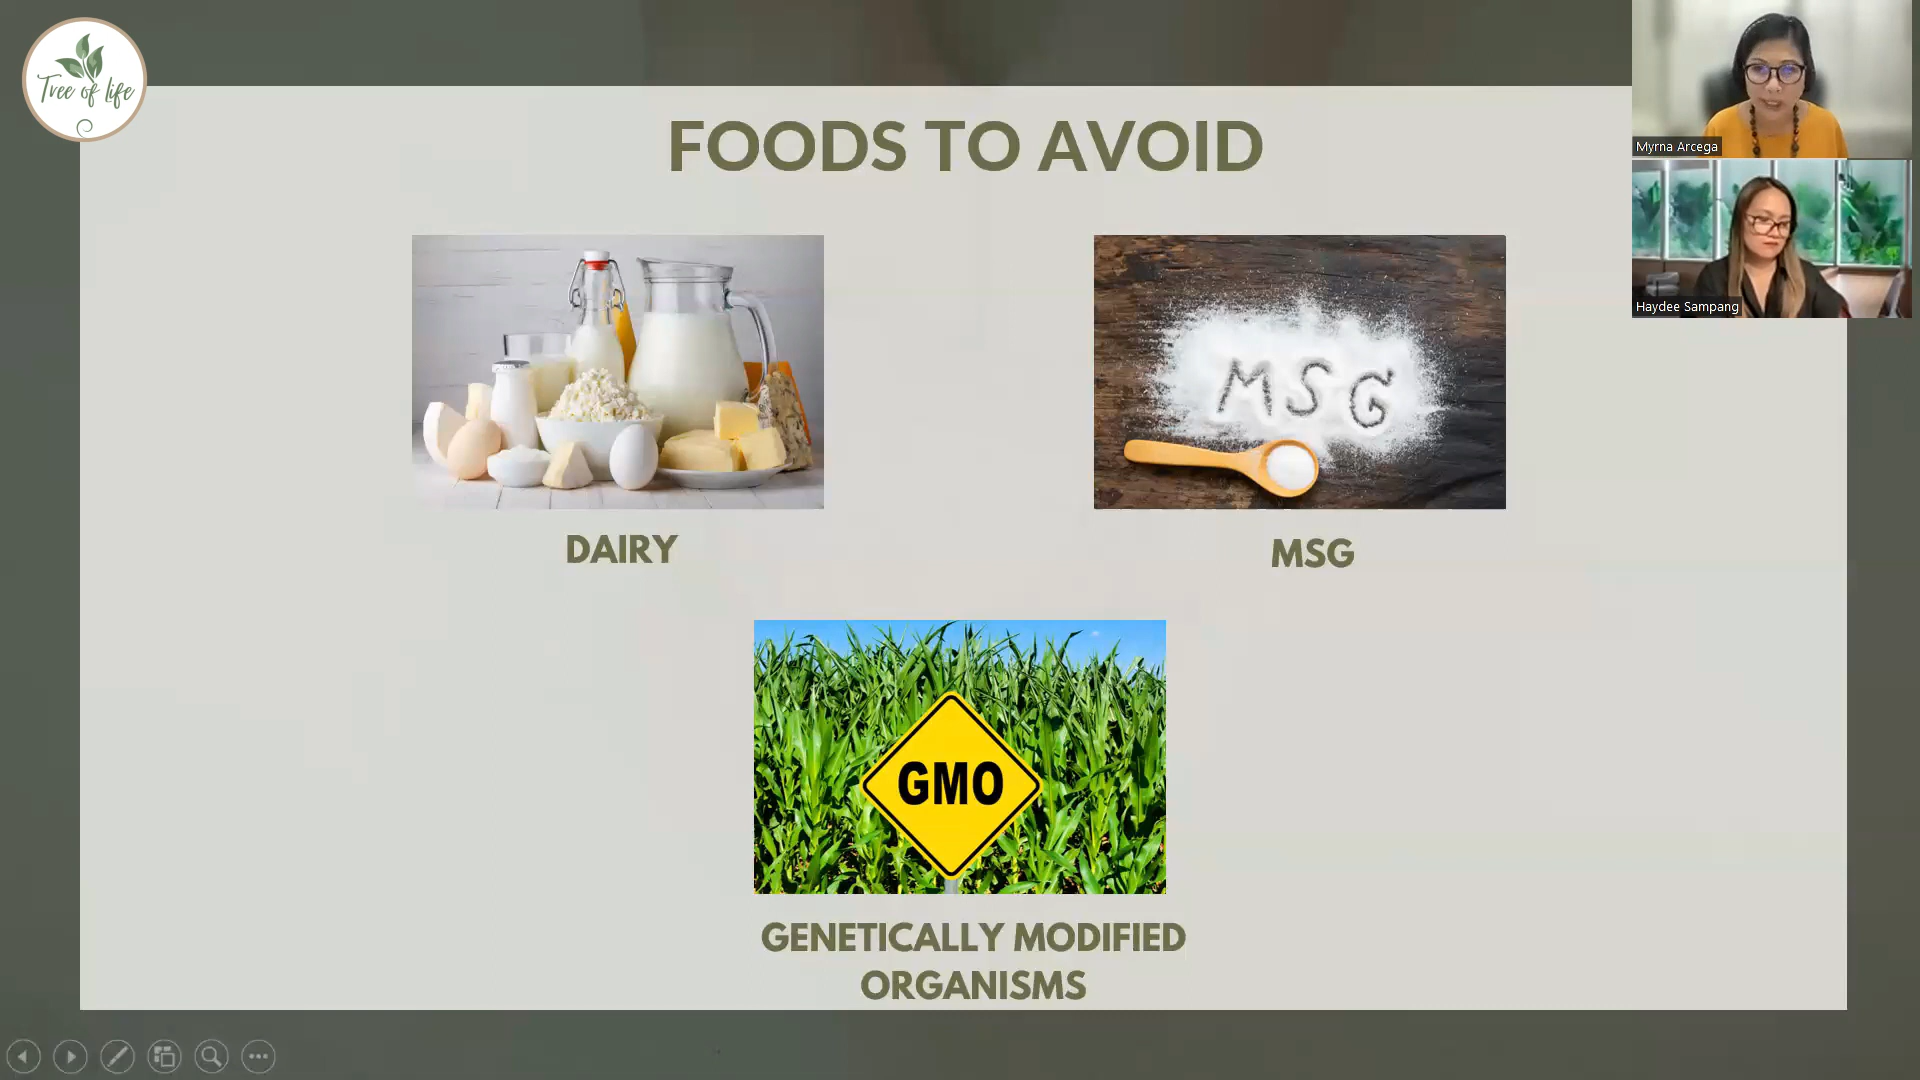 Tree of life
FOODS TO AVOID
Myrna Arcega
Haydee Sampang
MSG
DAIRY
MSG
GMO
GENETICALLY MODIFIED
ORGANISMS